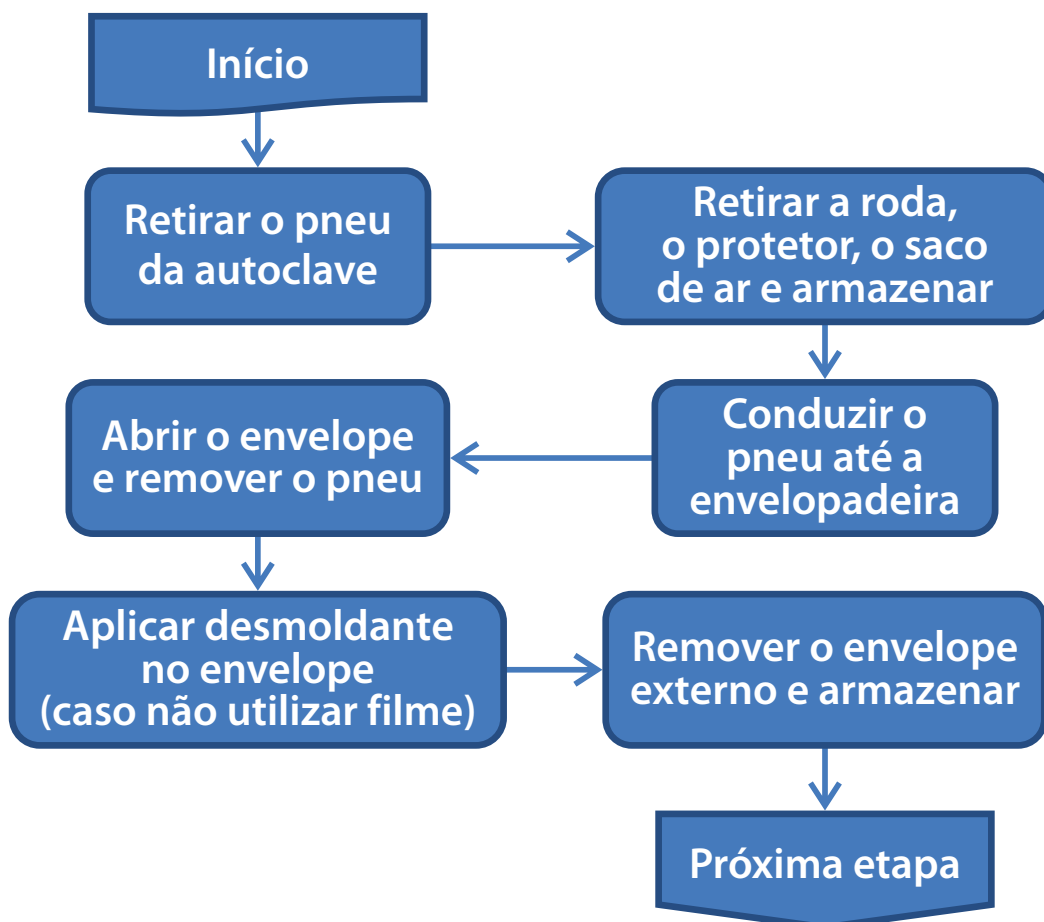 Início
Retirar o pneu
da autoclave
Retirar a roda,
o protetor, o saco
de ar e armazenar
Conduzir o
pneu até a
envelopadeira
Abrir o envelope
e remover o pneu
Aplicar desmoldante
no envelope
(caso não utilizar filme)
Remover o envelope
externo e armazenar
Próxima etapa